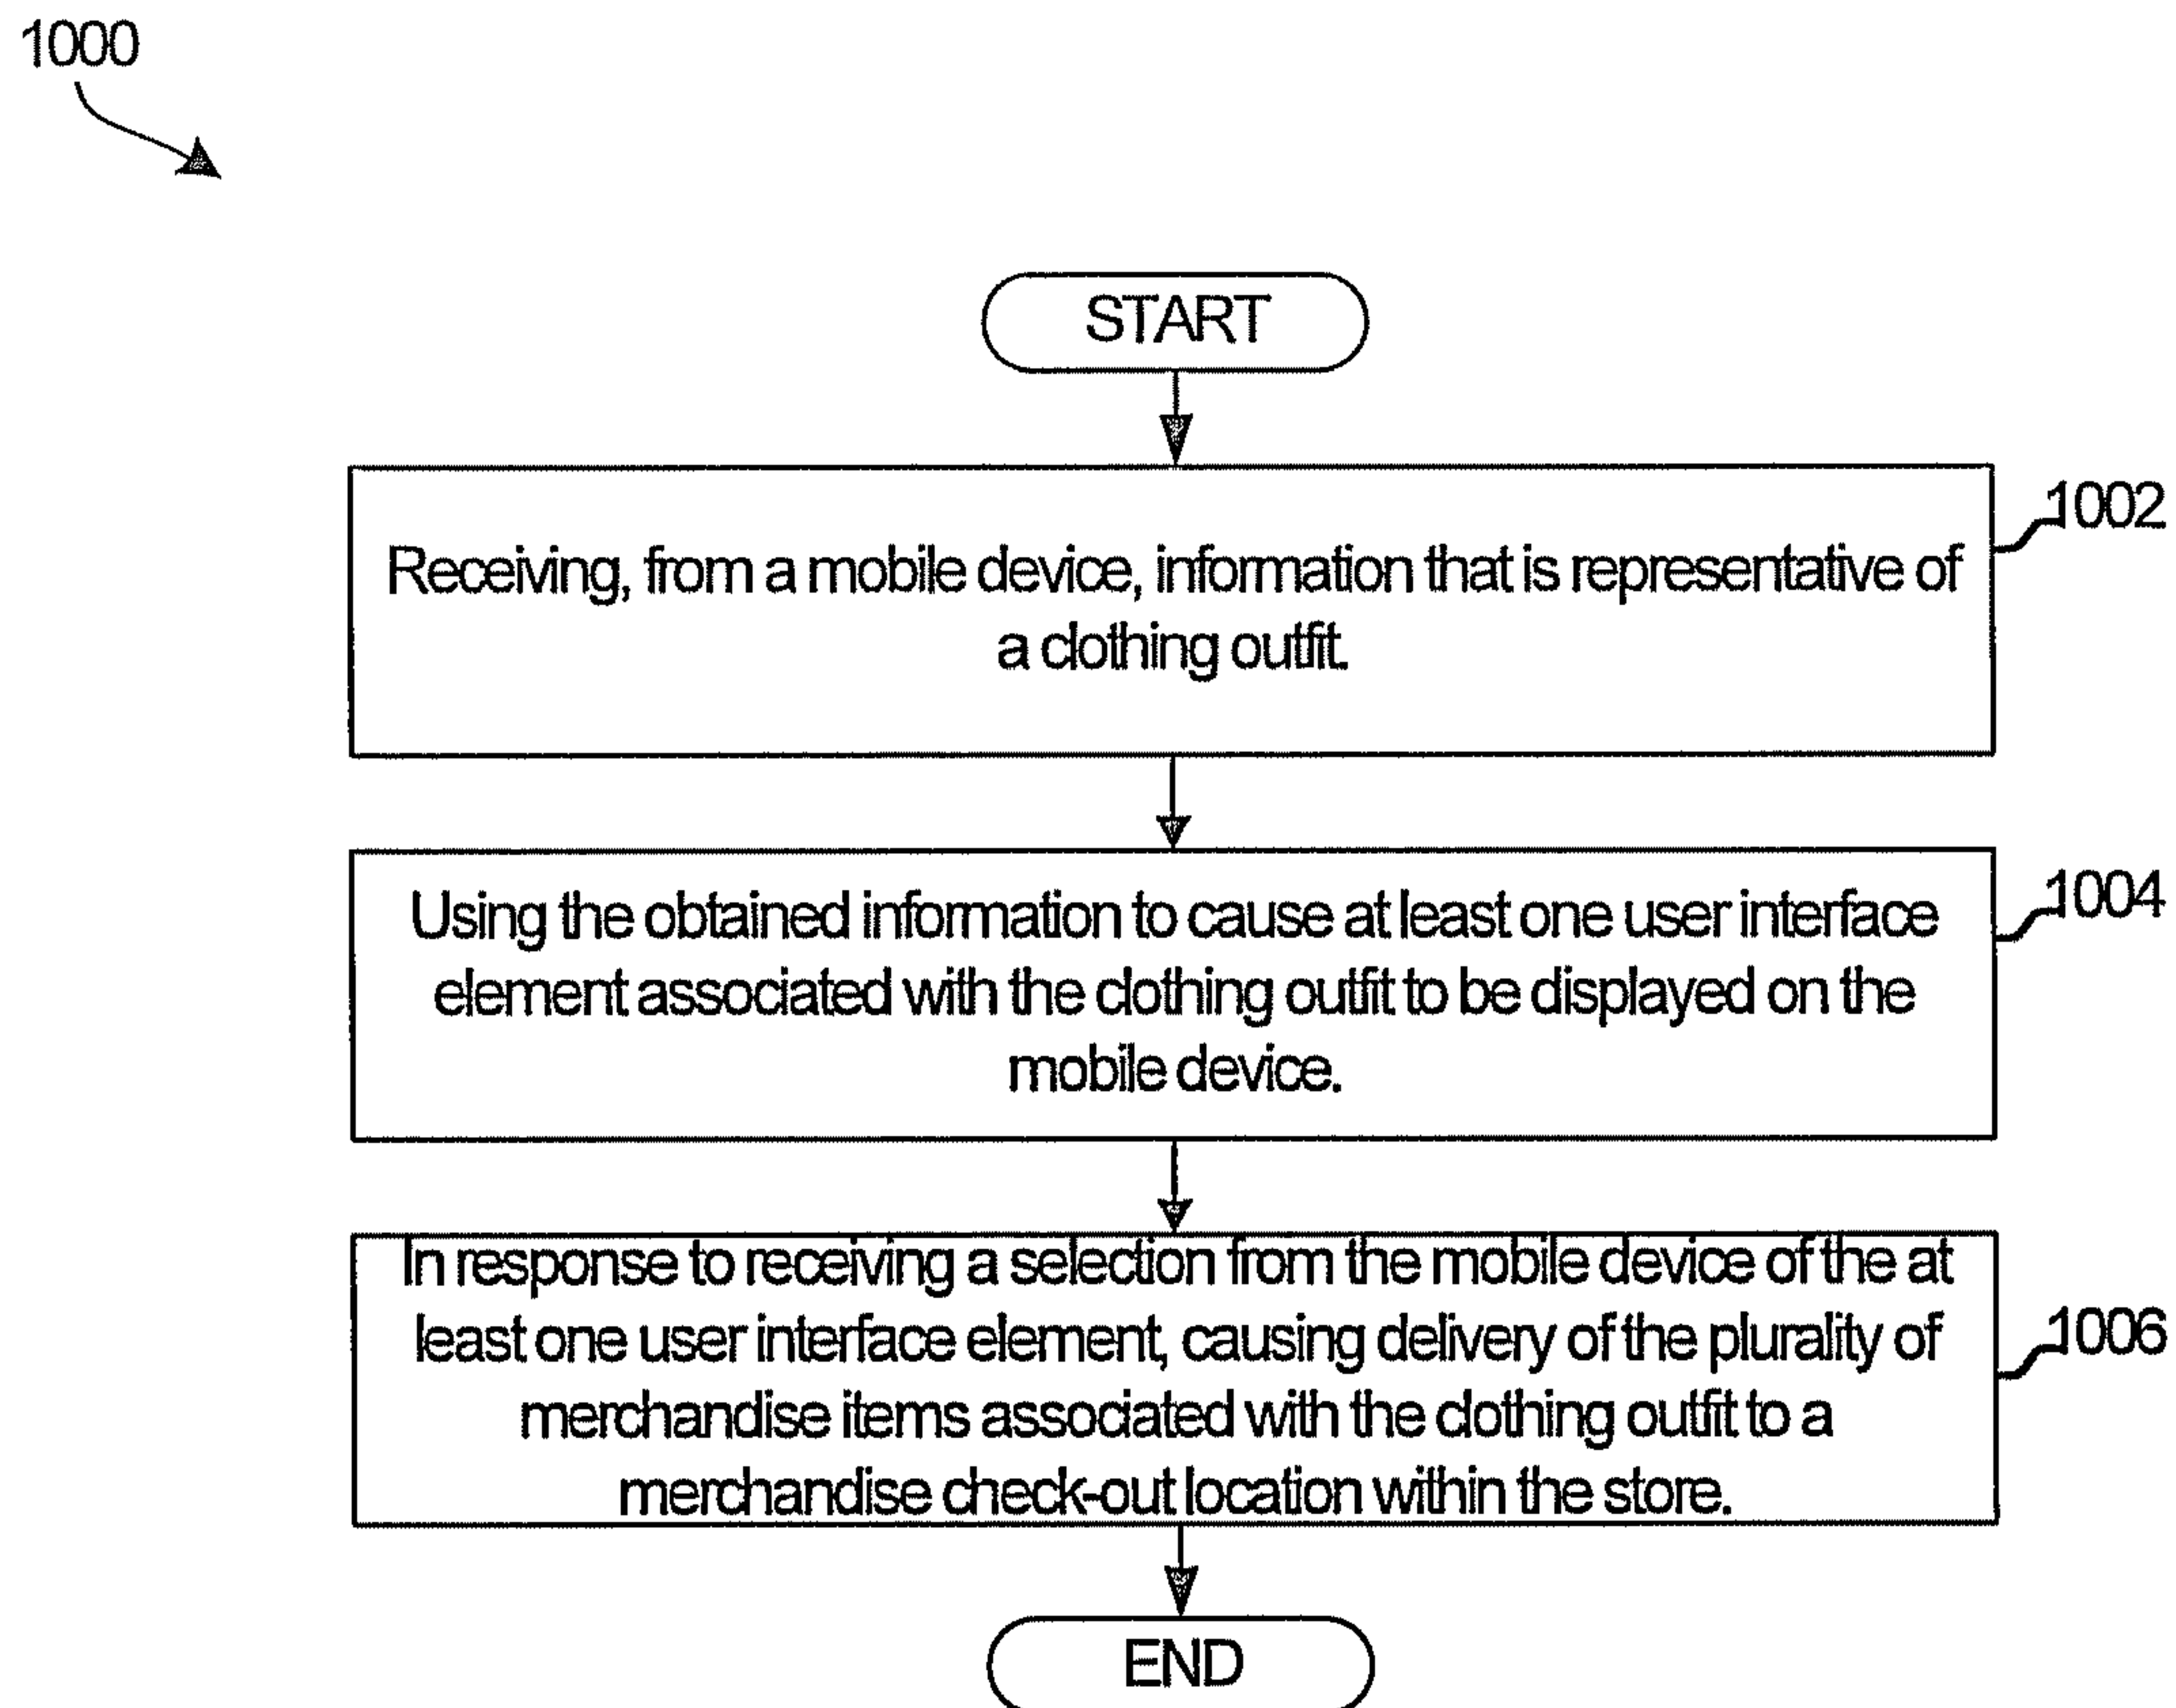 1000
START
1002
Receiving, from a mobile device, information that is representative of
a clothing outfit.
1004
Using the obtained information to cause at least one user interface
element associated with the clothing outfit to be displayed on the
mobile device.
In response to receiving a selection from the mobile device of the at
least one user interface element, causing delivery of the plurality of
1006
merchandise items associated with the clothing outfit to a
merchandise check-out location within the store.
END